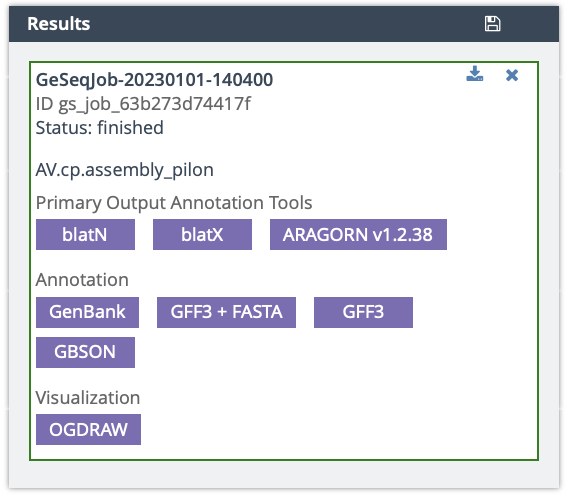 Results
GeSeqJob-20230101-140400
ID gs_job_63b273d74417f
Status: finished
AV.cp.assembly_pilon
Primary Output Annotation Tools
blatN blatX ARAGORN v1.2.38
Annotation
GenBank GFF3 + FASTA GFF3
GBSON
Visualization
OGDRAW